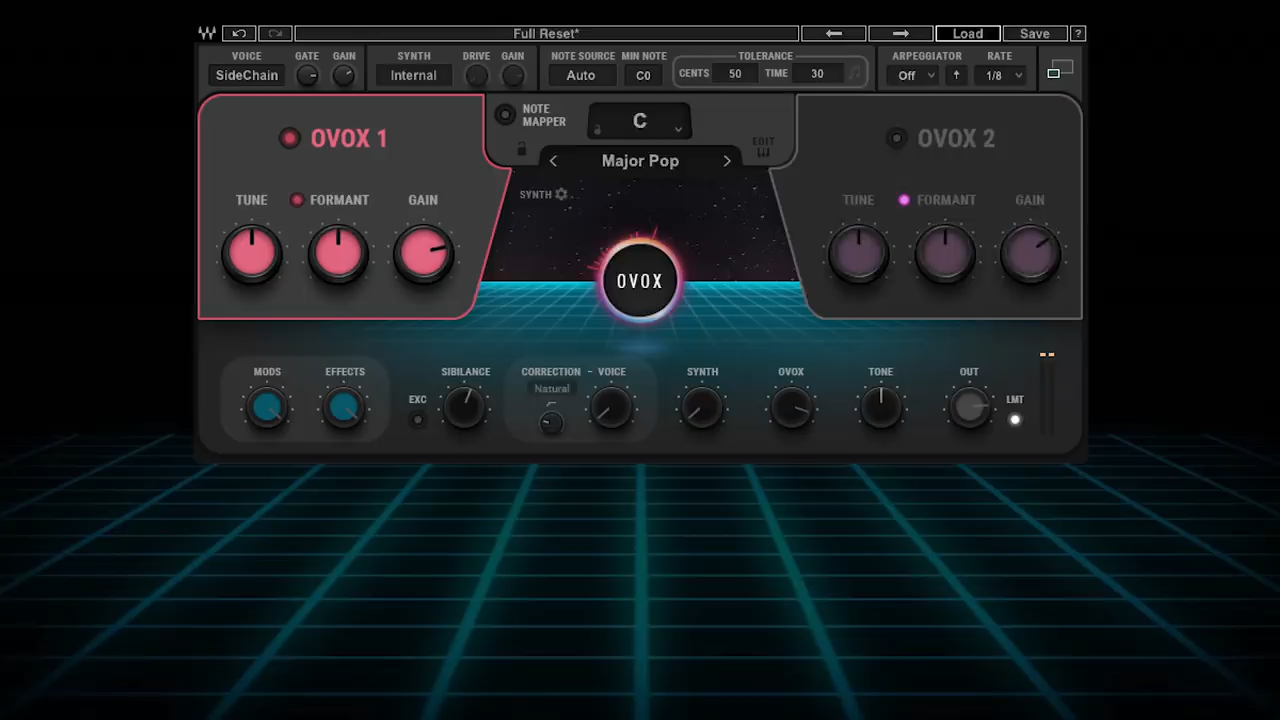 Full Reset*
Load
Save
?
VOICE
GATE
GAIN
SYNTH
DRIVE
GAIN
NOTE SOURCE
MIN NOTE
TOLERANCE
ARPEGGIATOR
RATE
SideChain
Internal
Auto
C0
CENTS
50
TIME
30
Off
1/8
OVOX 1
NOTE
MAPPER
C
EDIT
OVOX 2
Major Pop
SYNTH
TUNE
FORMANT
GAIN
TUNE
FORMANT
GAIN
OVOX
MODS
EFFECTS
SIBILANCE
CORRECTION - VOICE
SYNTH
OVOX
TONE
OUT
Natural
EXC
LMT